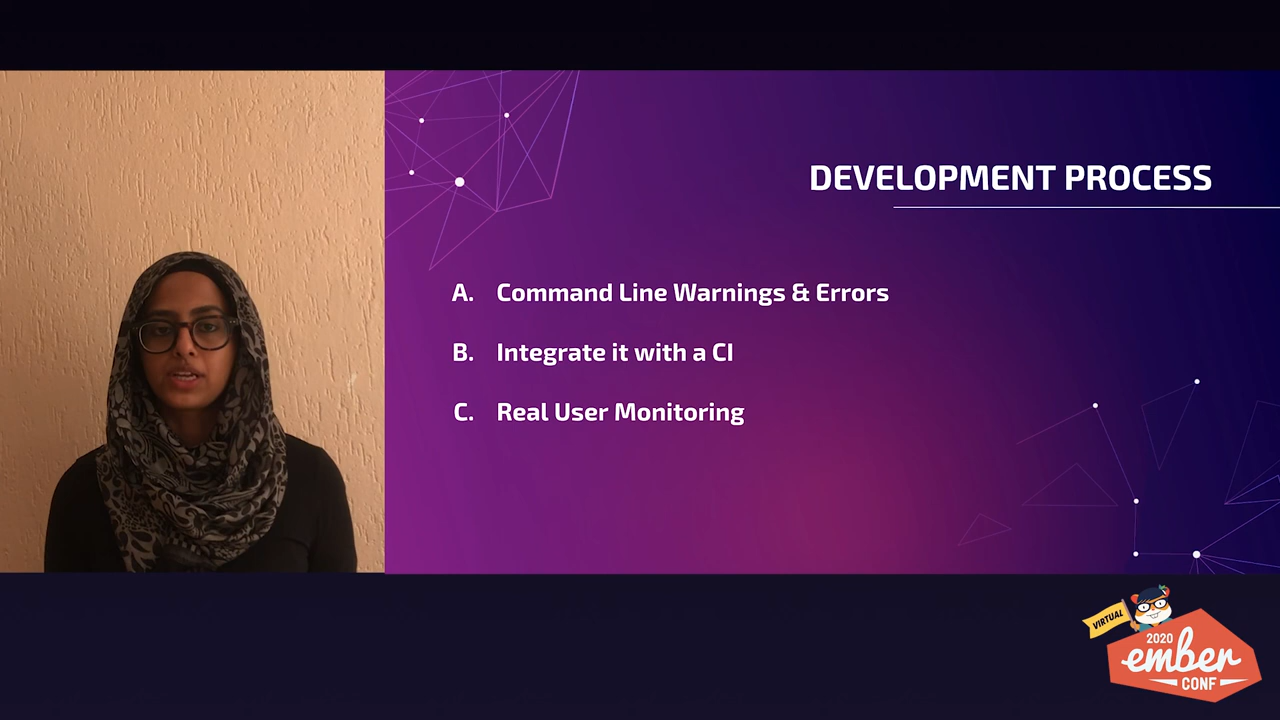 DEVELOPMENT PROCESS
A. Command Line Warnings & Errors
B. Integrate it with a CI
C. Real User Monitoring
VIRTUAL
2020
ember
CONF